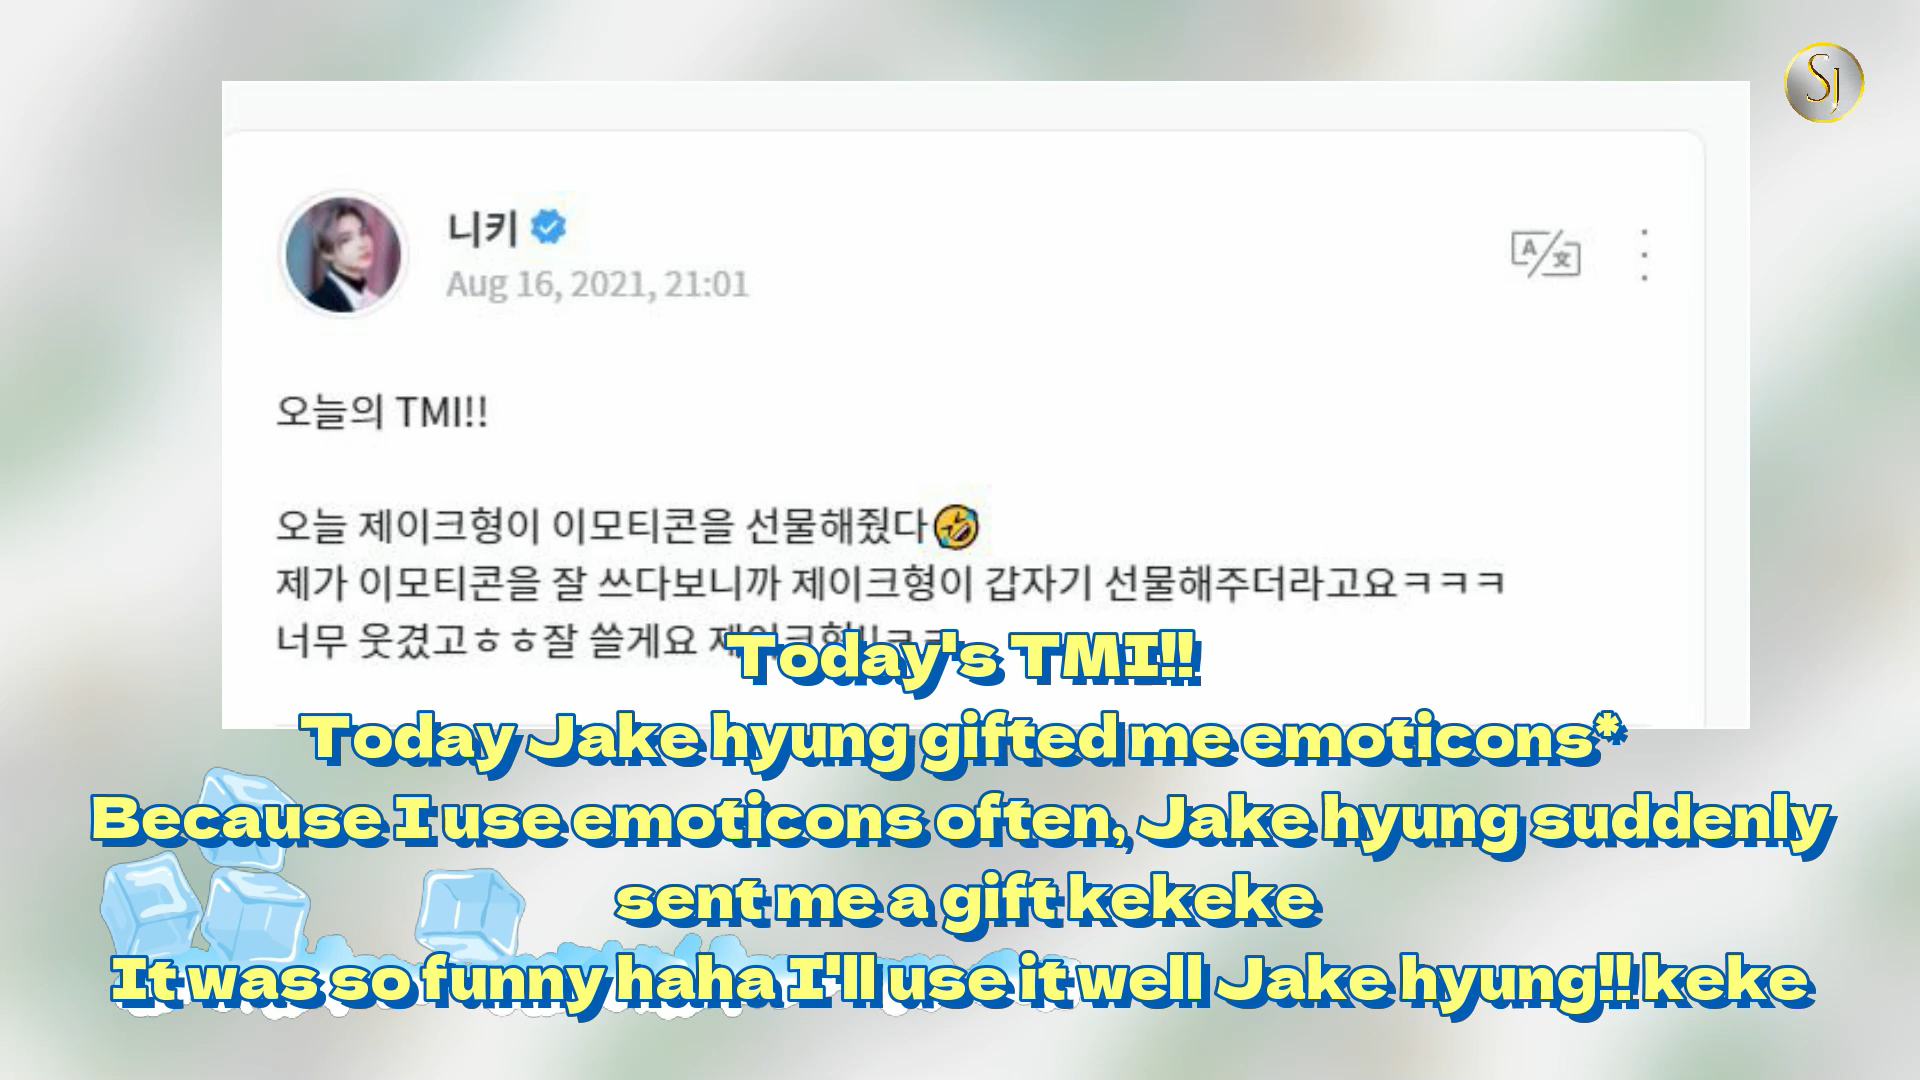 SJ
니키
Aug 16, 2021, 21:01
A/文
오늘의 TMI!!
오늘 제이크형이 이모티콘을 선물해줬다🤣
제가 이모티콘을 잘 쓰다보니까 제이크형이 갑자기 선물해주더라고요ㅋㅋㅋ
너무 웃겼고ㅎㅎ잘 쓸게요
Today's TMI!!
Today Jake hyung gifted me emoticons*
Because I use emoticons often, Jake hyung suddenly
sent me a gift kekeke
It was so funny haha I'll use it well Jake hyung!! keke